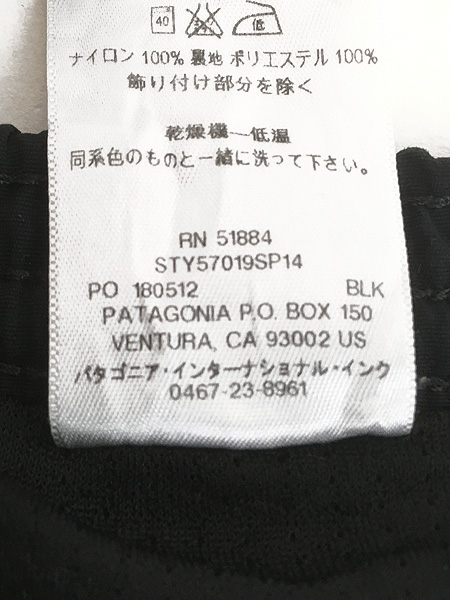 40 低
ナイロン 100% 裏地 ポリエステル 100%
飾り付け部分を除く
乾燥機—低温
同系色のものと一緒に洗って下さい。
RN 51884
STY57019SP14
PO 180512 BLK
PATAGONIA P.O. BOX 150
VENTURA, CA 93002 US
パタゴニア・インターナショナル・インク
0467-23-8961